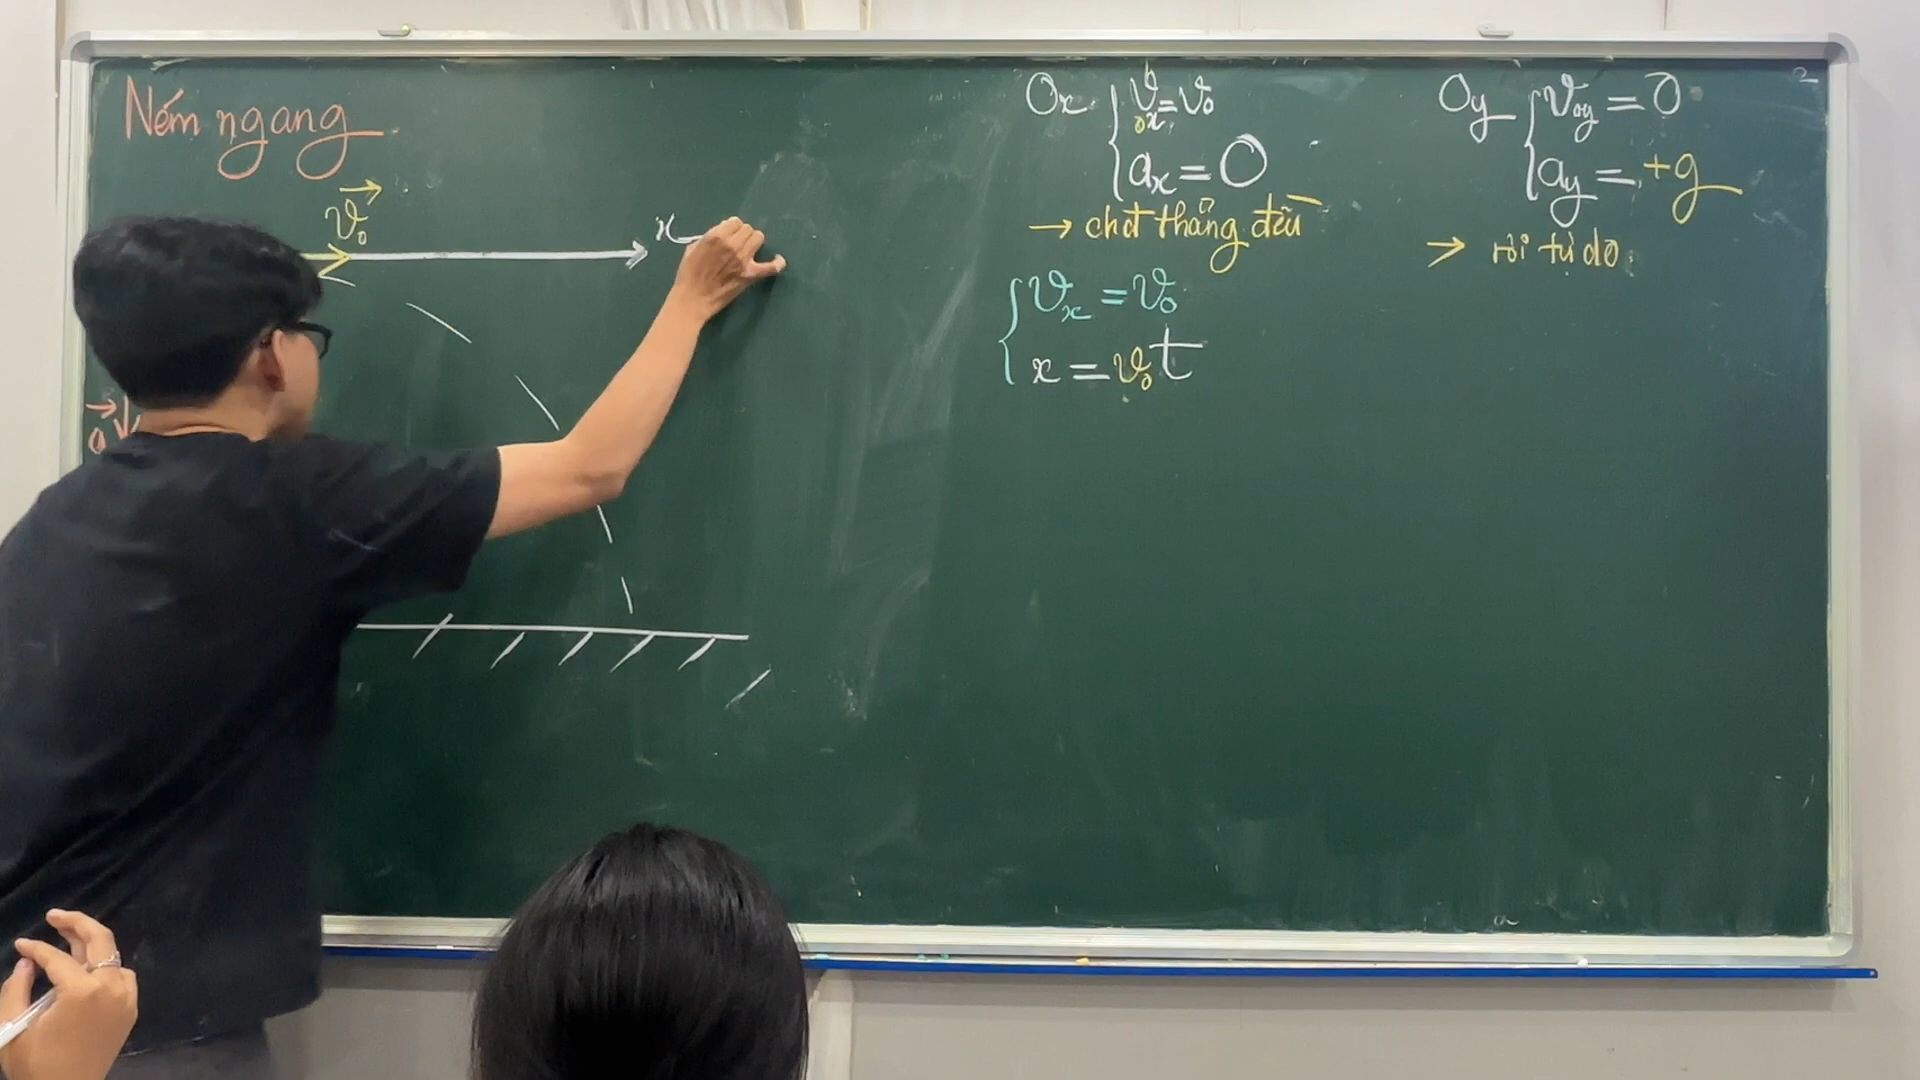 Ném ngang
v₀
x
g
Ox { v₀ₓ = v₀
aₓ = 0
→ chđ thẳng đều
{ vₓ = v₀
x = v₀t
Oy { v₀y = 0
ay = +g
→ rơi tự do